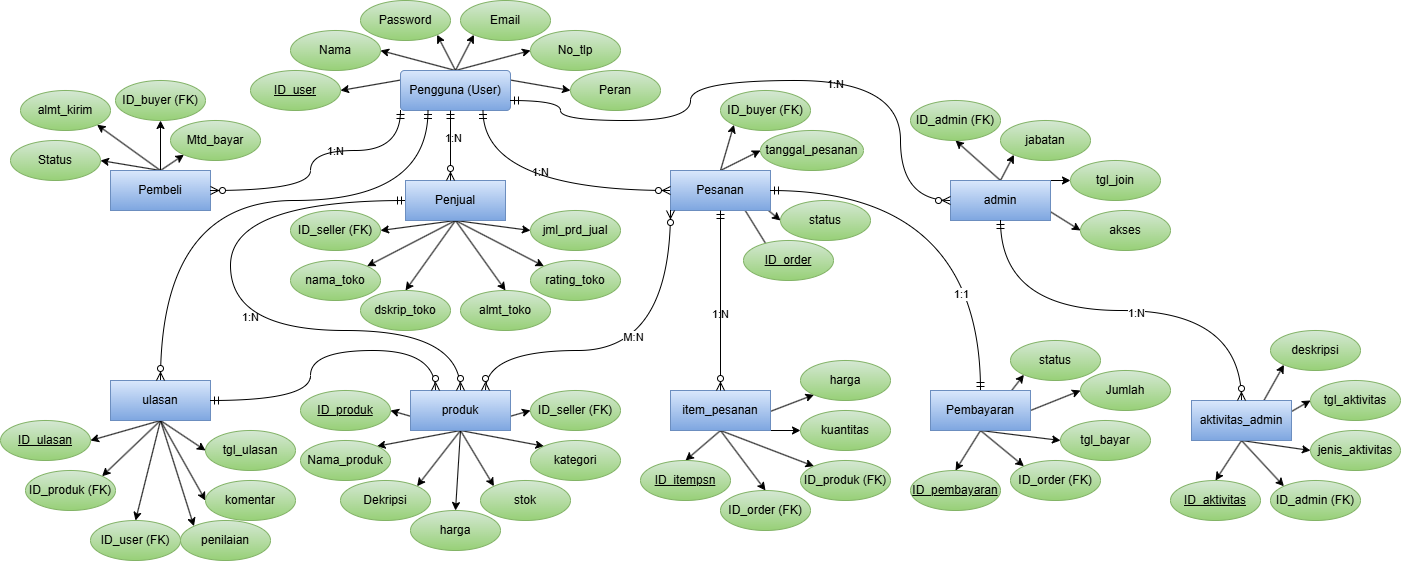 Password
Email
Nama
No_tlp
ID_user
Pengguna (User)
Peran
1:N
ID_buyer (FK)
almt_kirim
Mtd_bayar
Status
Pembeli
1:N
1:N
1:N
Penjual
ID_seller (FK)
jml_prd_jual
nama_toko
rating_toko
dskrip_toko
almt_toko
1:N
ID_buyer (FK)
tanggal_pesanan
Pesanan
status
ID_order
ID_admin (FK)
jabatan
tgl_join
admin
akses
1:1
1:N
M:N
1:N
ulasan
ID_ulasan
tgl_ulasan
ID_produk (FK)
komentar
ID_user (FK)
penilaian
ID_produk
produk
ID_seller (FK)
Nama_produk
kategori
Dekripsi
stok
harga
item_pesanan
harga
kuantitas
ID_itempsn
ID_produk (FK)
ID_order (FK)
status
Jumlah
Pembayaran
tgl_bayar
ID_pembayaran
ID_order (FK)
deskripsi
tgl_aktivitas
aktivitas_admin
jenis_aktivitas
ID_aktivitas
ID_admin (FK)